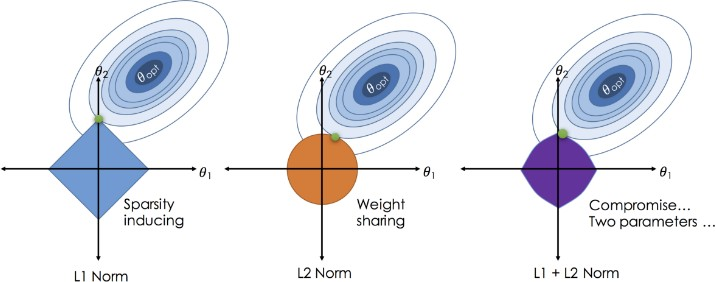 θ2
θopt
θ1
Sparsity
inducing
L1 Norm
θ2
θopt
θ1
Weight
sharing
L2 Norm
θ2
θopt
θ1
Compromise...
Two parameters ...
L1 + L2 Norm